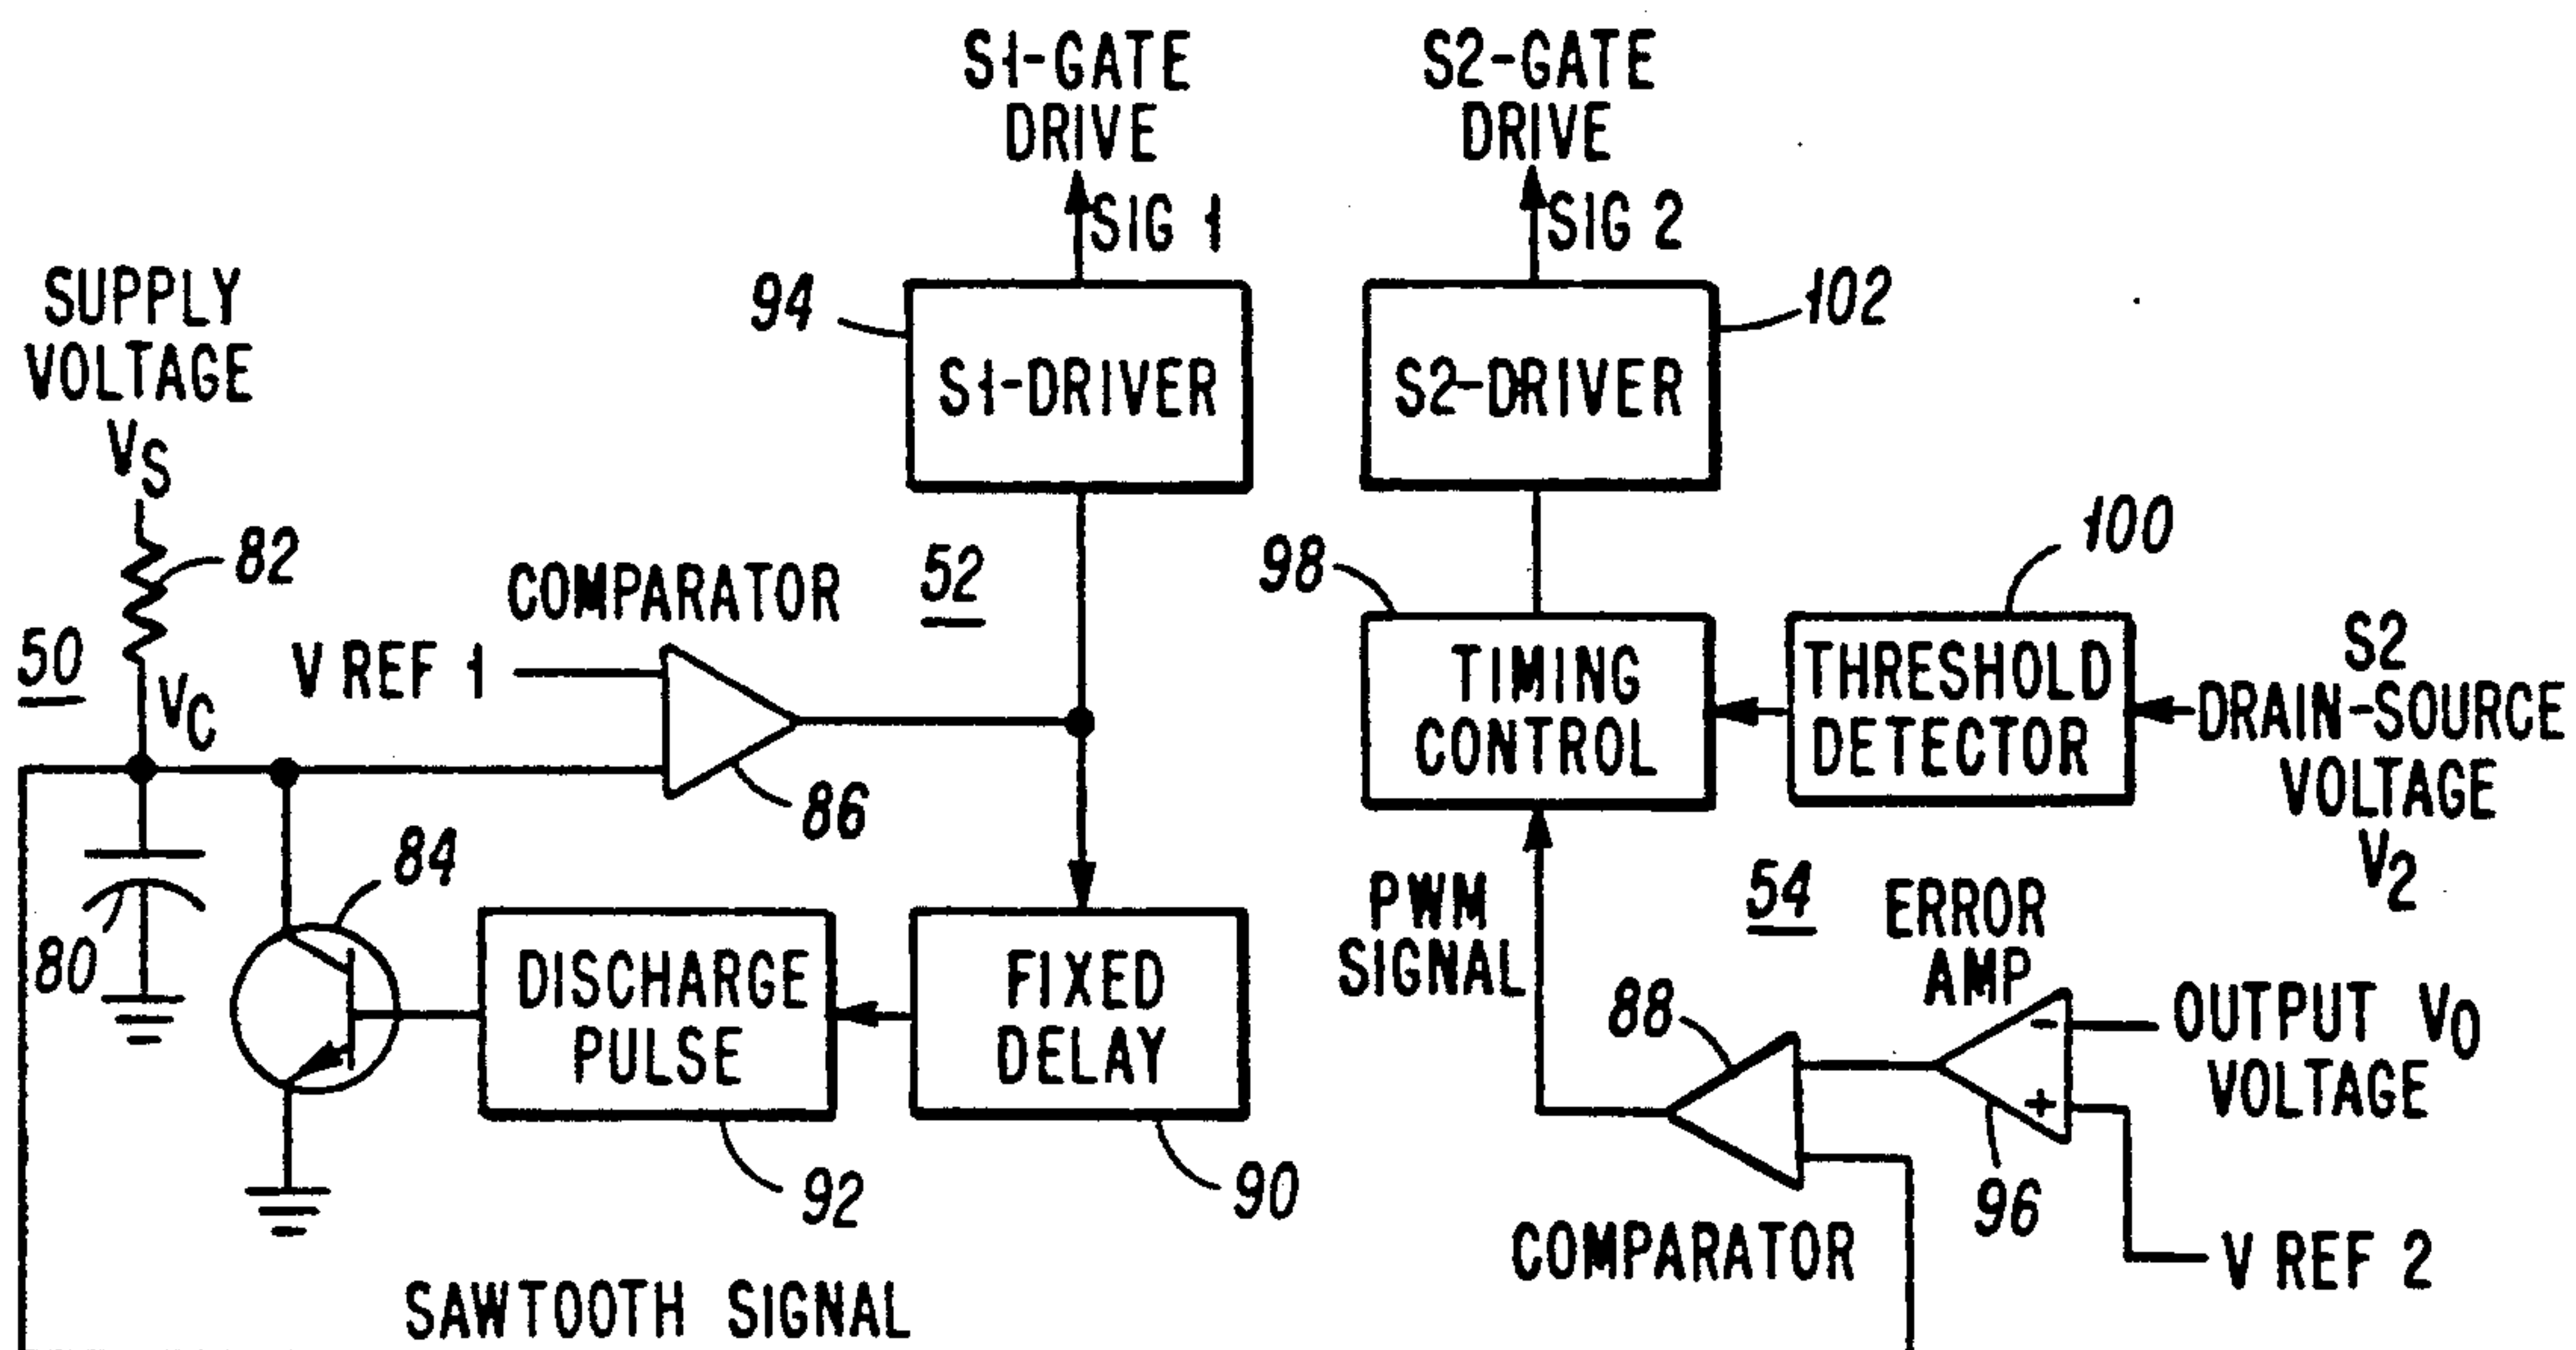 S1-GATE
DRIVE
SIG 1
S2-GATE
DRIVE
SIG 2
SUPPLY
VOLTAGE
VS
94
S1-DRIVER
102
S2-DRIVER
82
50
VC
COMPARATOR
52
V REF 1
86
98
TIMING
CONTROL
100
THRESHOLD
DETECTOR
S2
DRAIN-SOURCE
VOLTAGE
V2
80
84
DISCHARGE
PULSE
92
FIXED
DELAY
90
PWM
SIGNAL
54
ERROR
AMP
88
-
+
96
OUTPUT VO
VOLTAGE
COMPARATOR
V REF 2
SAWTOOTH SIGNAL